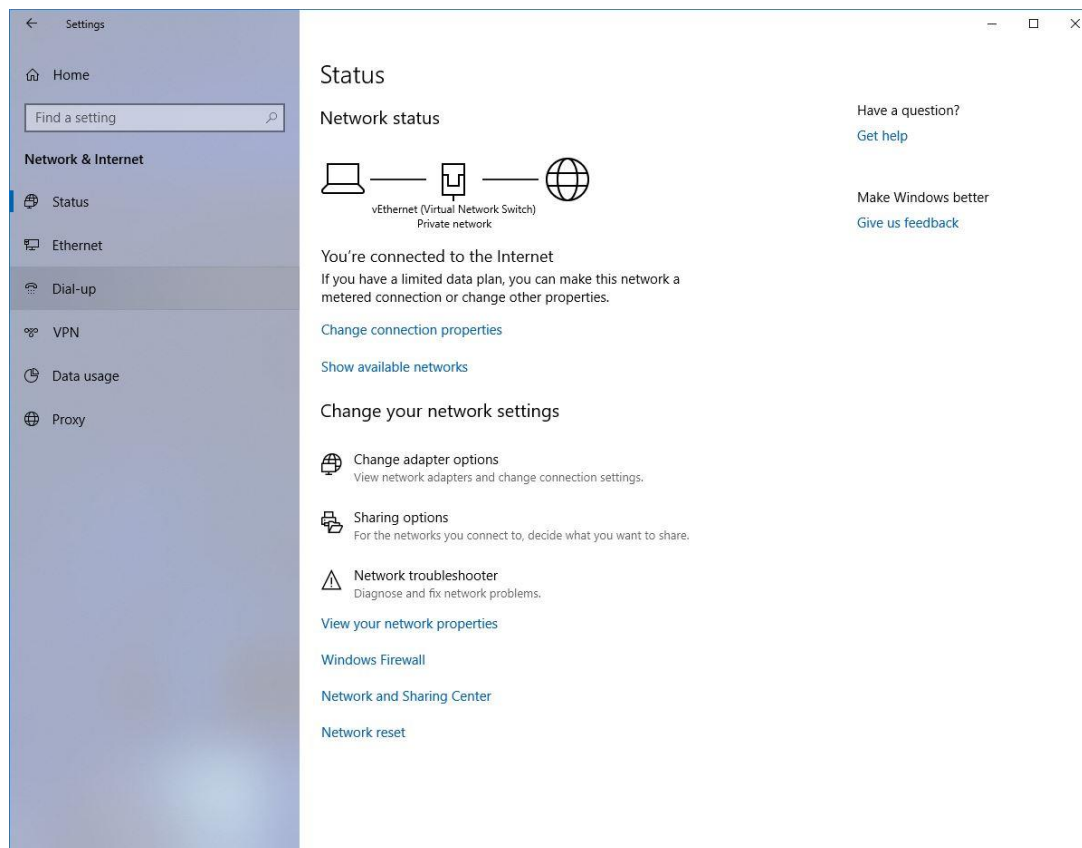 Settings
Home
Find a setting
Network & Internet
Status
Ethernet
Dial-up
VPN
Data usage
Proxy
Status
Network status
vEthernet (Virtual Network Switch)
Private network
You're connected to the Internet
If you have a limited data plan, you can make this network a
metered connection or change other properties.
Change connection properties
Show available networks
Change your network settings
Change adapter options
View network adapters and change connection settings.
Sharing options
For the networks you connect to, decide what you want to share.
Network troubleshooter
Diagnose and fix network problems.
View your network properties
Windows Firewall
Network and Sharing Center
Network reset
Have a question?
Get help
Make Windows better
Give us feedback